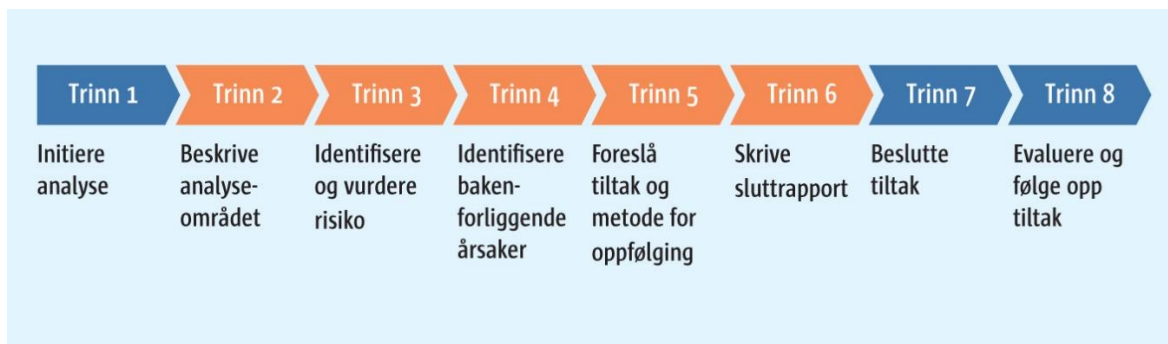 Trinn 1
Trinn 2
Trinn 3
Trinn 4
Trinn 5
Trinn 6
Trinn 7
Trinn 8
Initiere
analyse
Beskrive
analyse-
området
Identifisere
og vurdere
risiko
Identifisere
baken-
forliggende
årsaker
Foreslå
tiltak og
metode for
oppfølging
Skrive
sluttrapport
Beslutte
tiltak
Evaluere og
følge opp
tiltak